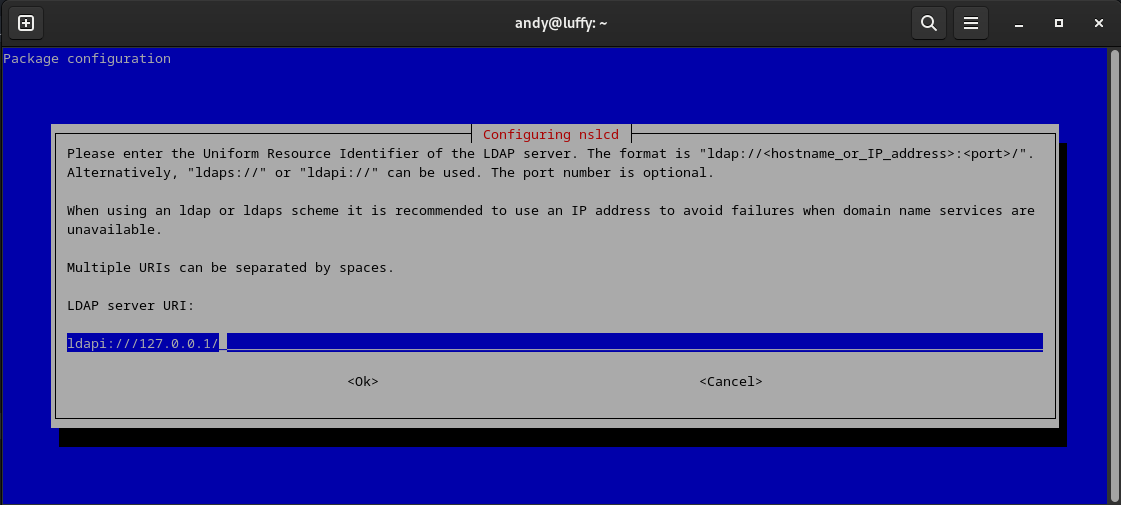 andy@luffy: ~
Package configuration
Configuring nslcd
Please enter the Uniform Resource Identifier of the LDAP server. The format is "ldap://<hostname_or_IP_address>:<port>/".
Alternatively, "ldaps://" or "ldapi://" can be used. The port number is optional.
When using an ldap or ldaps scheme it is recommended to use an IP address to avoid failures when domain name services are
unavailable.
Multiple URIs can be separated by spaces.
LDAP server URI:
ldapi:///127.0.0.1/
<Ok> <Cancel>